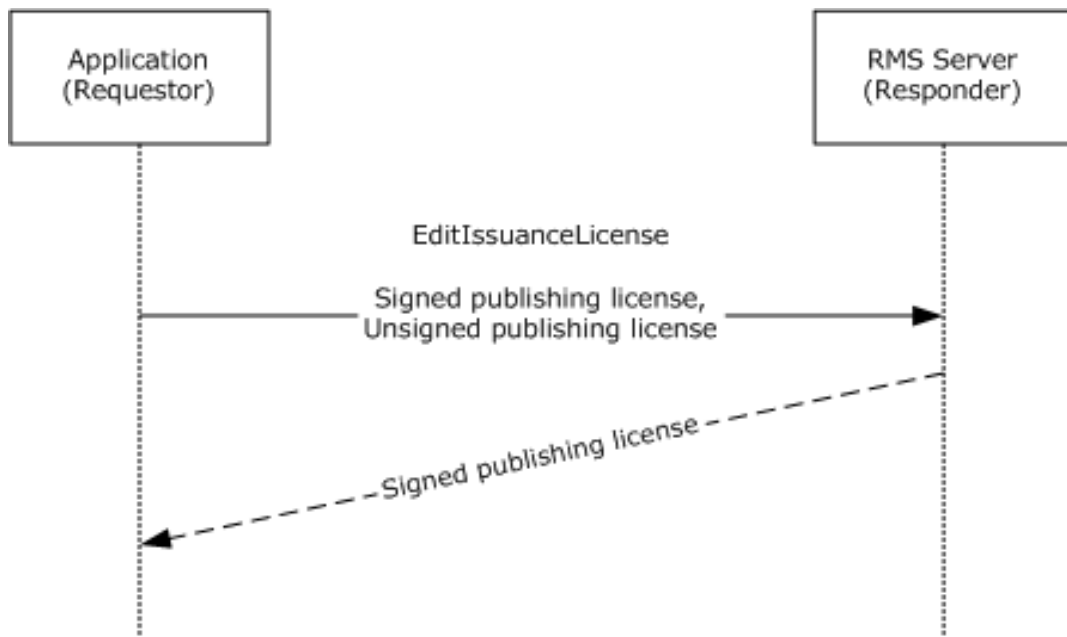 Application
(Requestor)
RMS Server
(Responder)
EditIssuanceLicense
Signed publishing license,
Unsigned publishing license
Signed publishing license